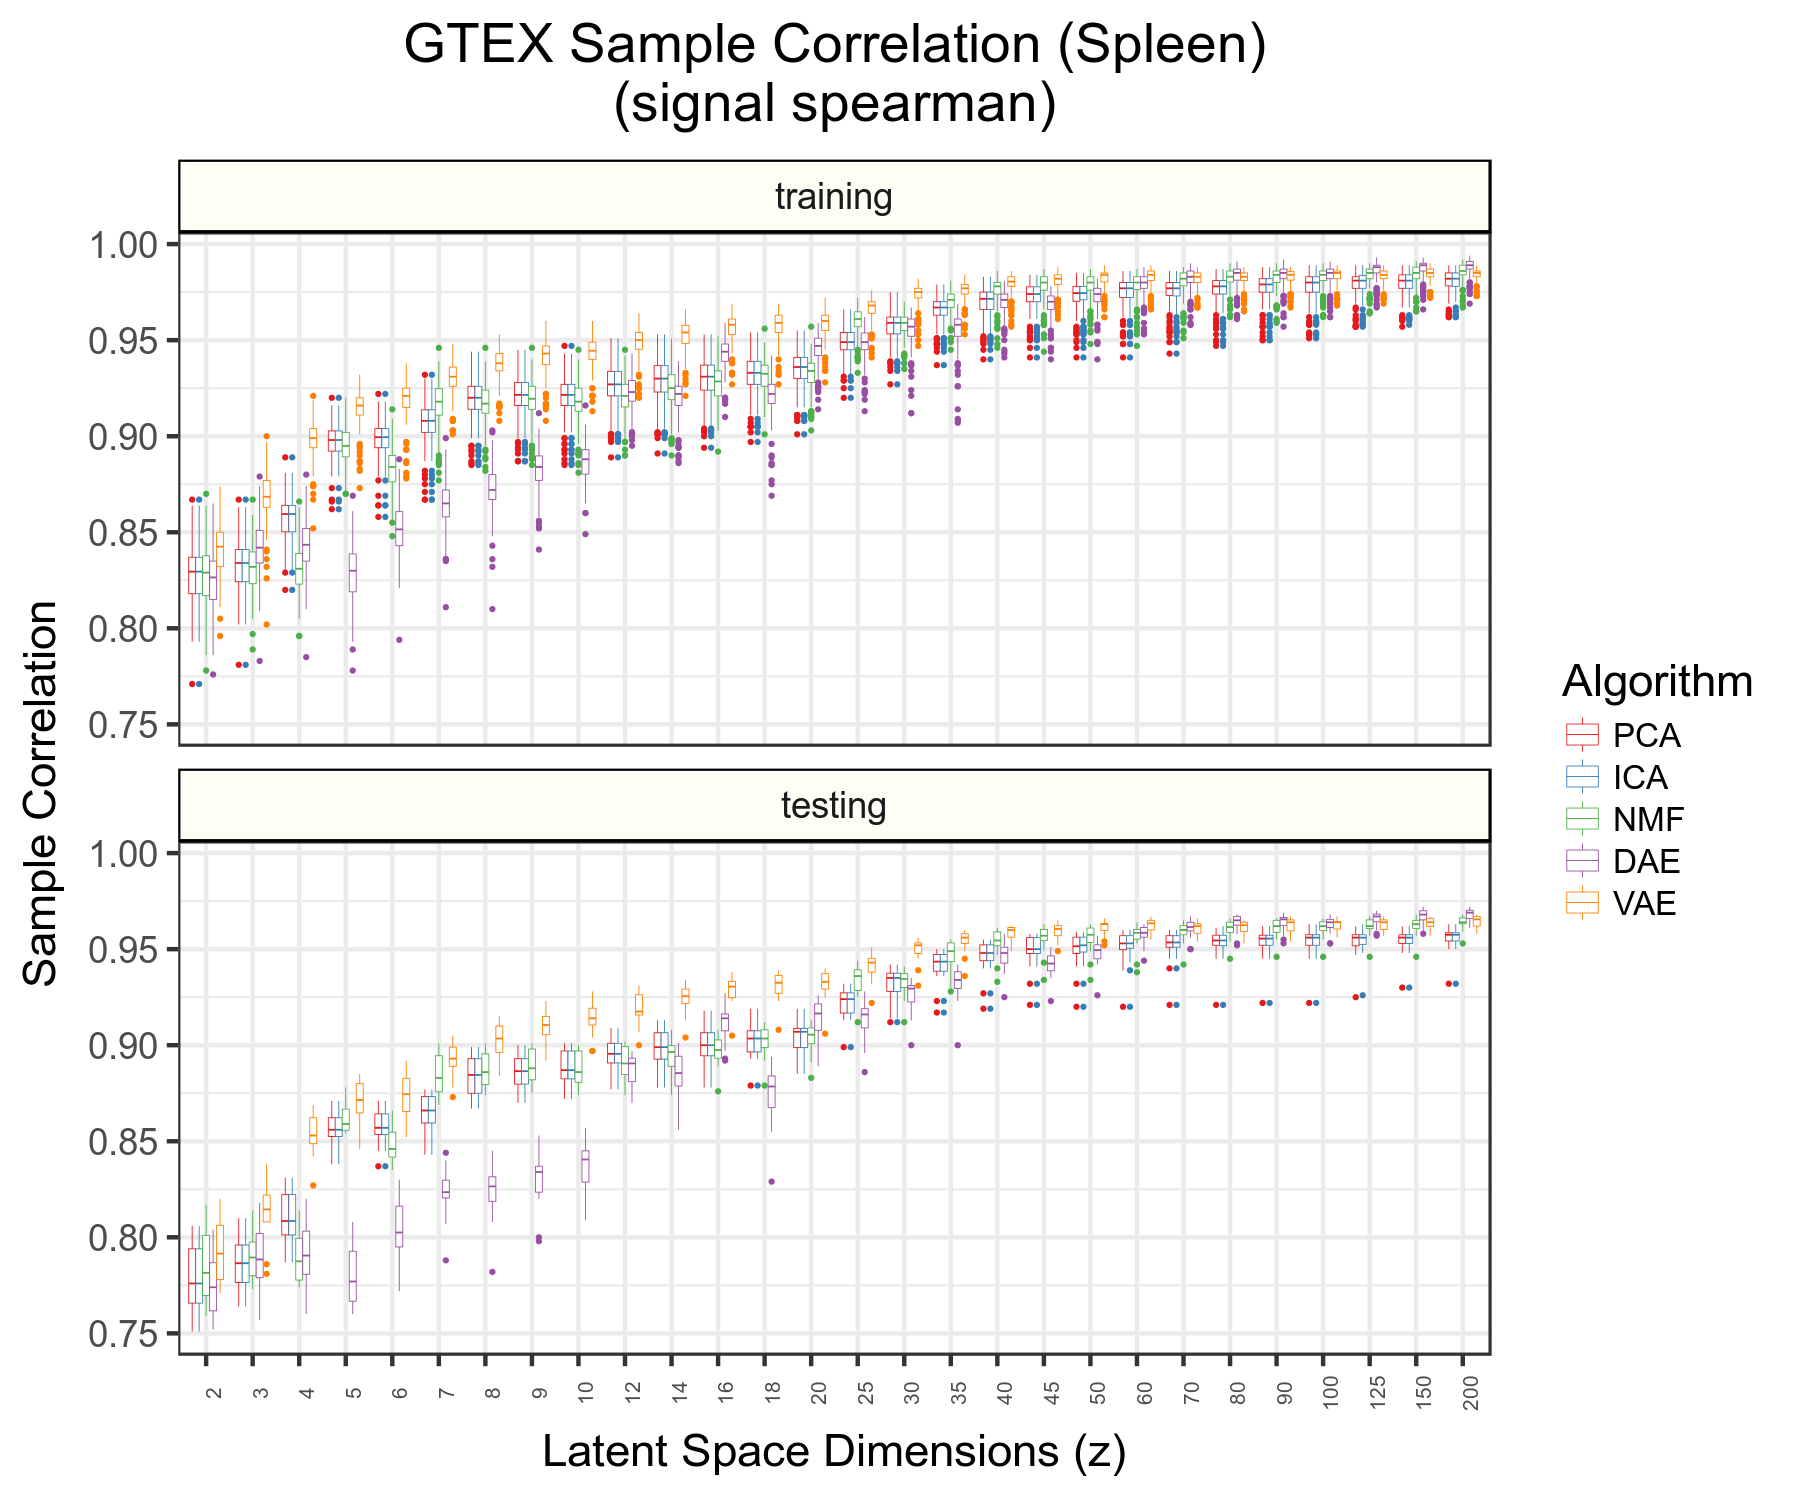 GTEX Sample Correlation (Spleen)
(signal spearman)
training
1.00
0.95
0.90
0.85
0.80
0.75
testing
1.00
0.95
0.90
0.85
0.80
0.75
Sample Correlation
2 3 4 5 6 7 8 9 10 12 14 16 18 20 25 30 35 40 45 50 60 70 80 90 100 125 150 200
Latent Space Dimensions (z)
Algorithm
PCA
ICA
NMF
DAE
VAE